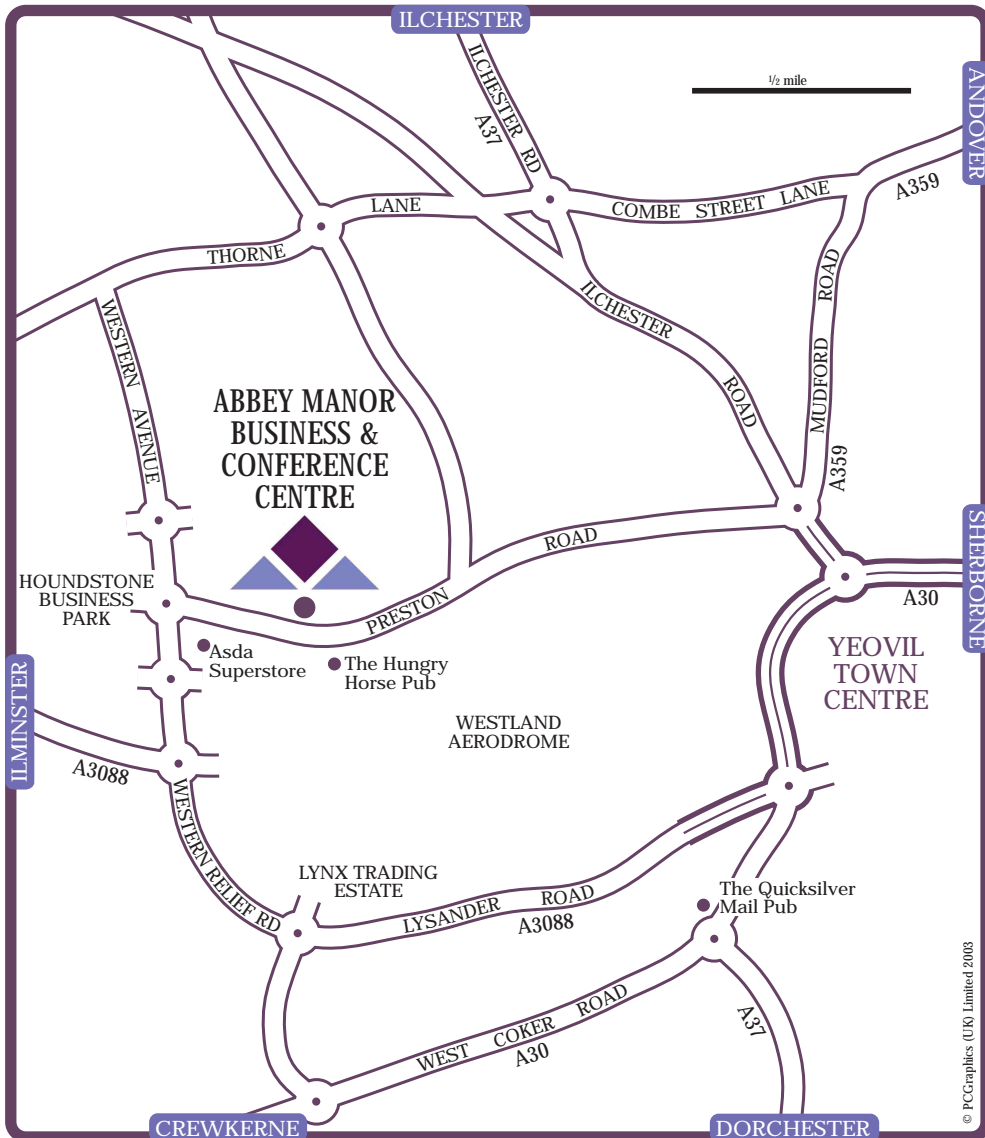 ILCHESTER
½ mile
ANDOVER
ILCHESTER RD
A37
A359
LANE
COMBE STREET LANE
THORNE
WESTERN AVENUE
ILCHESTER ROAD
MUDFORD ROAD
A359
ABBEY MANOR
BUSINESS &
CONFERENCE
CENTRE
SHERBORNE
ROAD
PRESTON
HOUNDSTONE
BUSINESS
PARK
A30
Asda
Superstore
The Hungry
Horse Pub
YEOVIL
TOWN
CENTRE
ILMINSTER
WESTLAND
AERODROME
A3088
WESTERN RELIEF RD
LYNX TRADING
ESTATE
LYSANDER ROAD
A3088
The Quicksilver
Mail Pub
WEST COKER ROAD
A30
A37
© PCGraphics (UK) Limited 2003
CREWKERNE
DORCHESTER